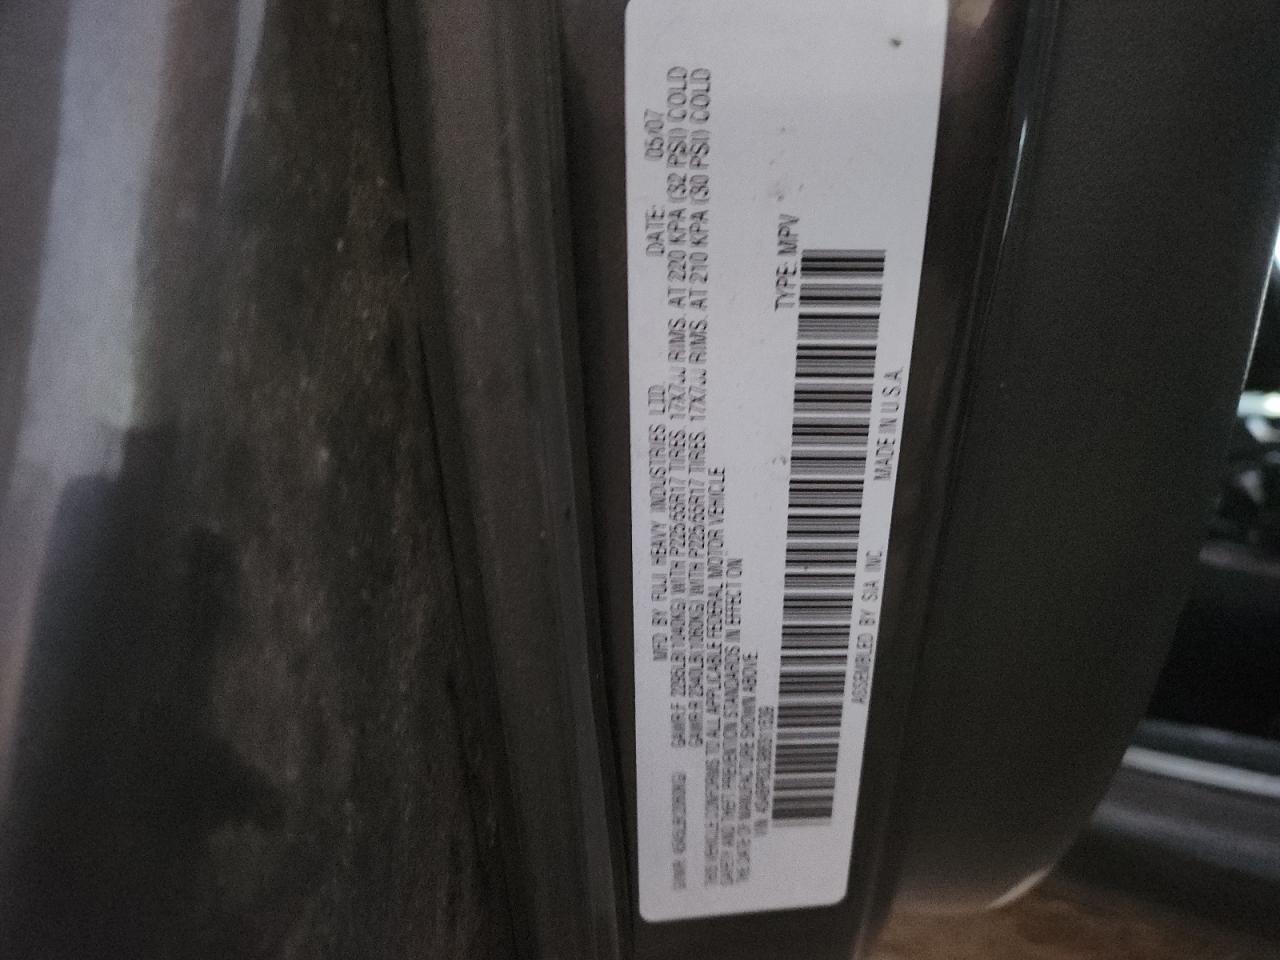 MFD BY FUJI HEAVY INDUSTRIES LTD. DATE: 05/07
GAWR-F 2295LB(1040KG) WITH P225/55R17 TIRES. 17X7JJ RIMS. AT 220 KPA (32 PSI) COLD
GAWR-R 2340LB(1060KG) WITH P225/55R17 TIRES. 17X7JJ RIMS. AT 210 KPA (30 PSI) COLD
THIS VEHICLE CONFORMS TO ALL APPLICABLE FEDERAL MOTOR VEHICLE
SAFETY AND THEFT PREVENTION STANDARDS IN EFFECT ON
THE DATE OF MANUFACTURE SHOWN ABOVE.
VIN: TYPE: MPV
ASSEMBLED BY SIA INC. MADE IN U.S.A.